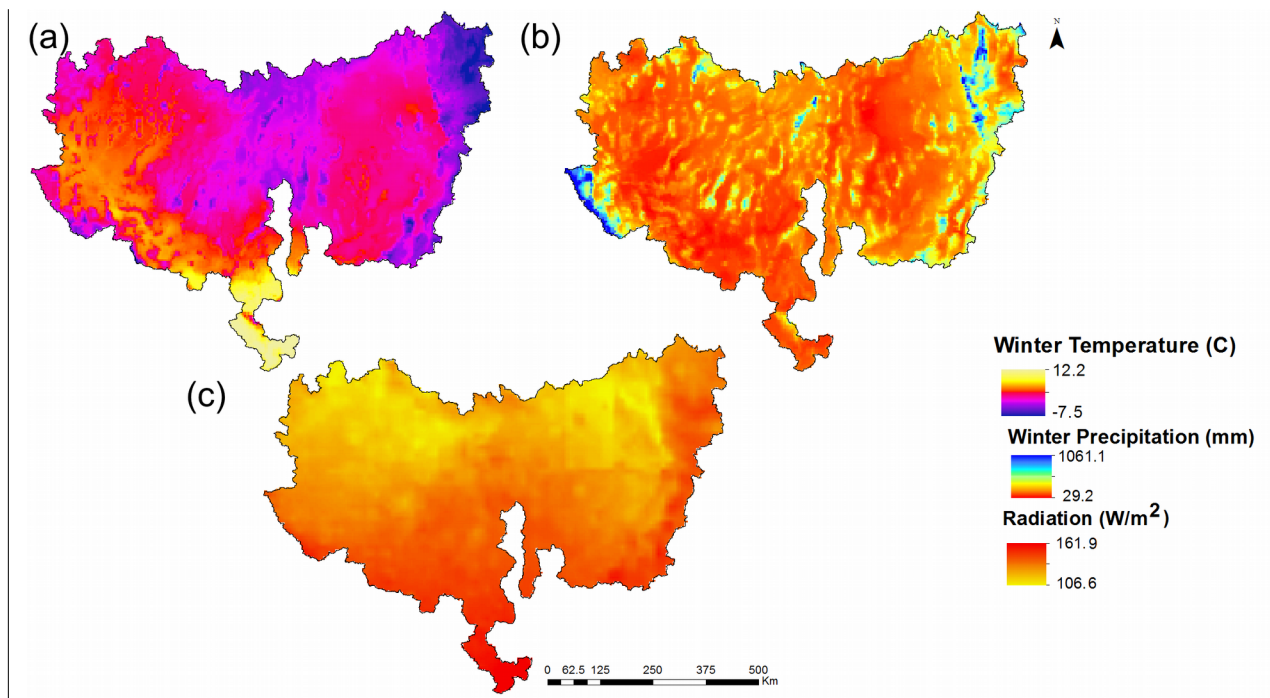 (a)
(b)
N
(c)
Winter Temperature (C)
12.2
-7.5
Winter Precipitation (mm)
1061.1
29.2
Radiation (W/m²)
161.9
106.6
0 62.5 125 250 375 500
Km